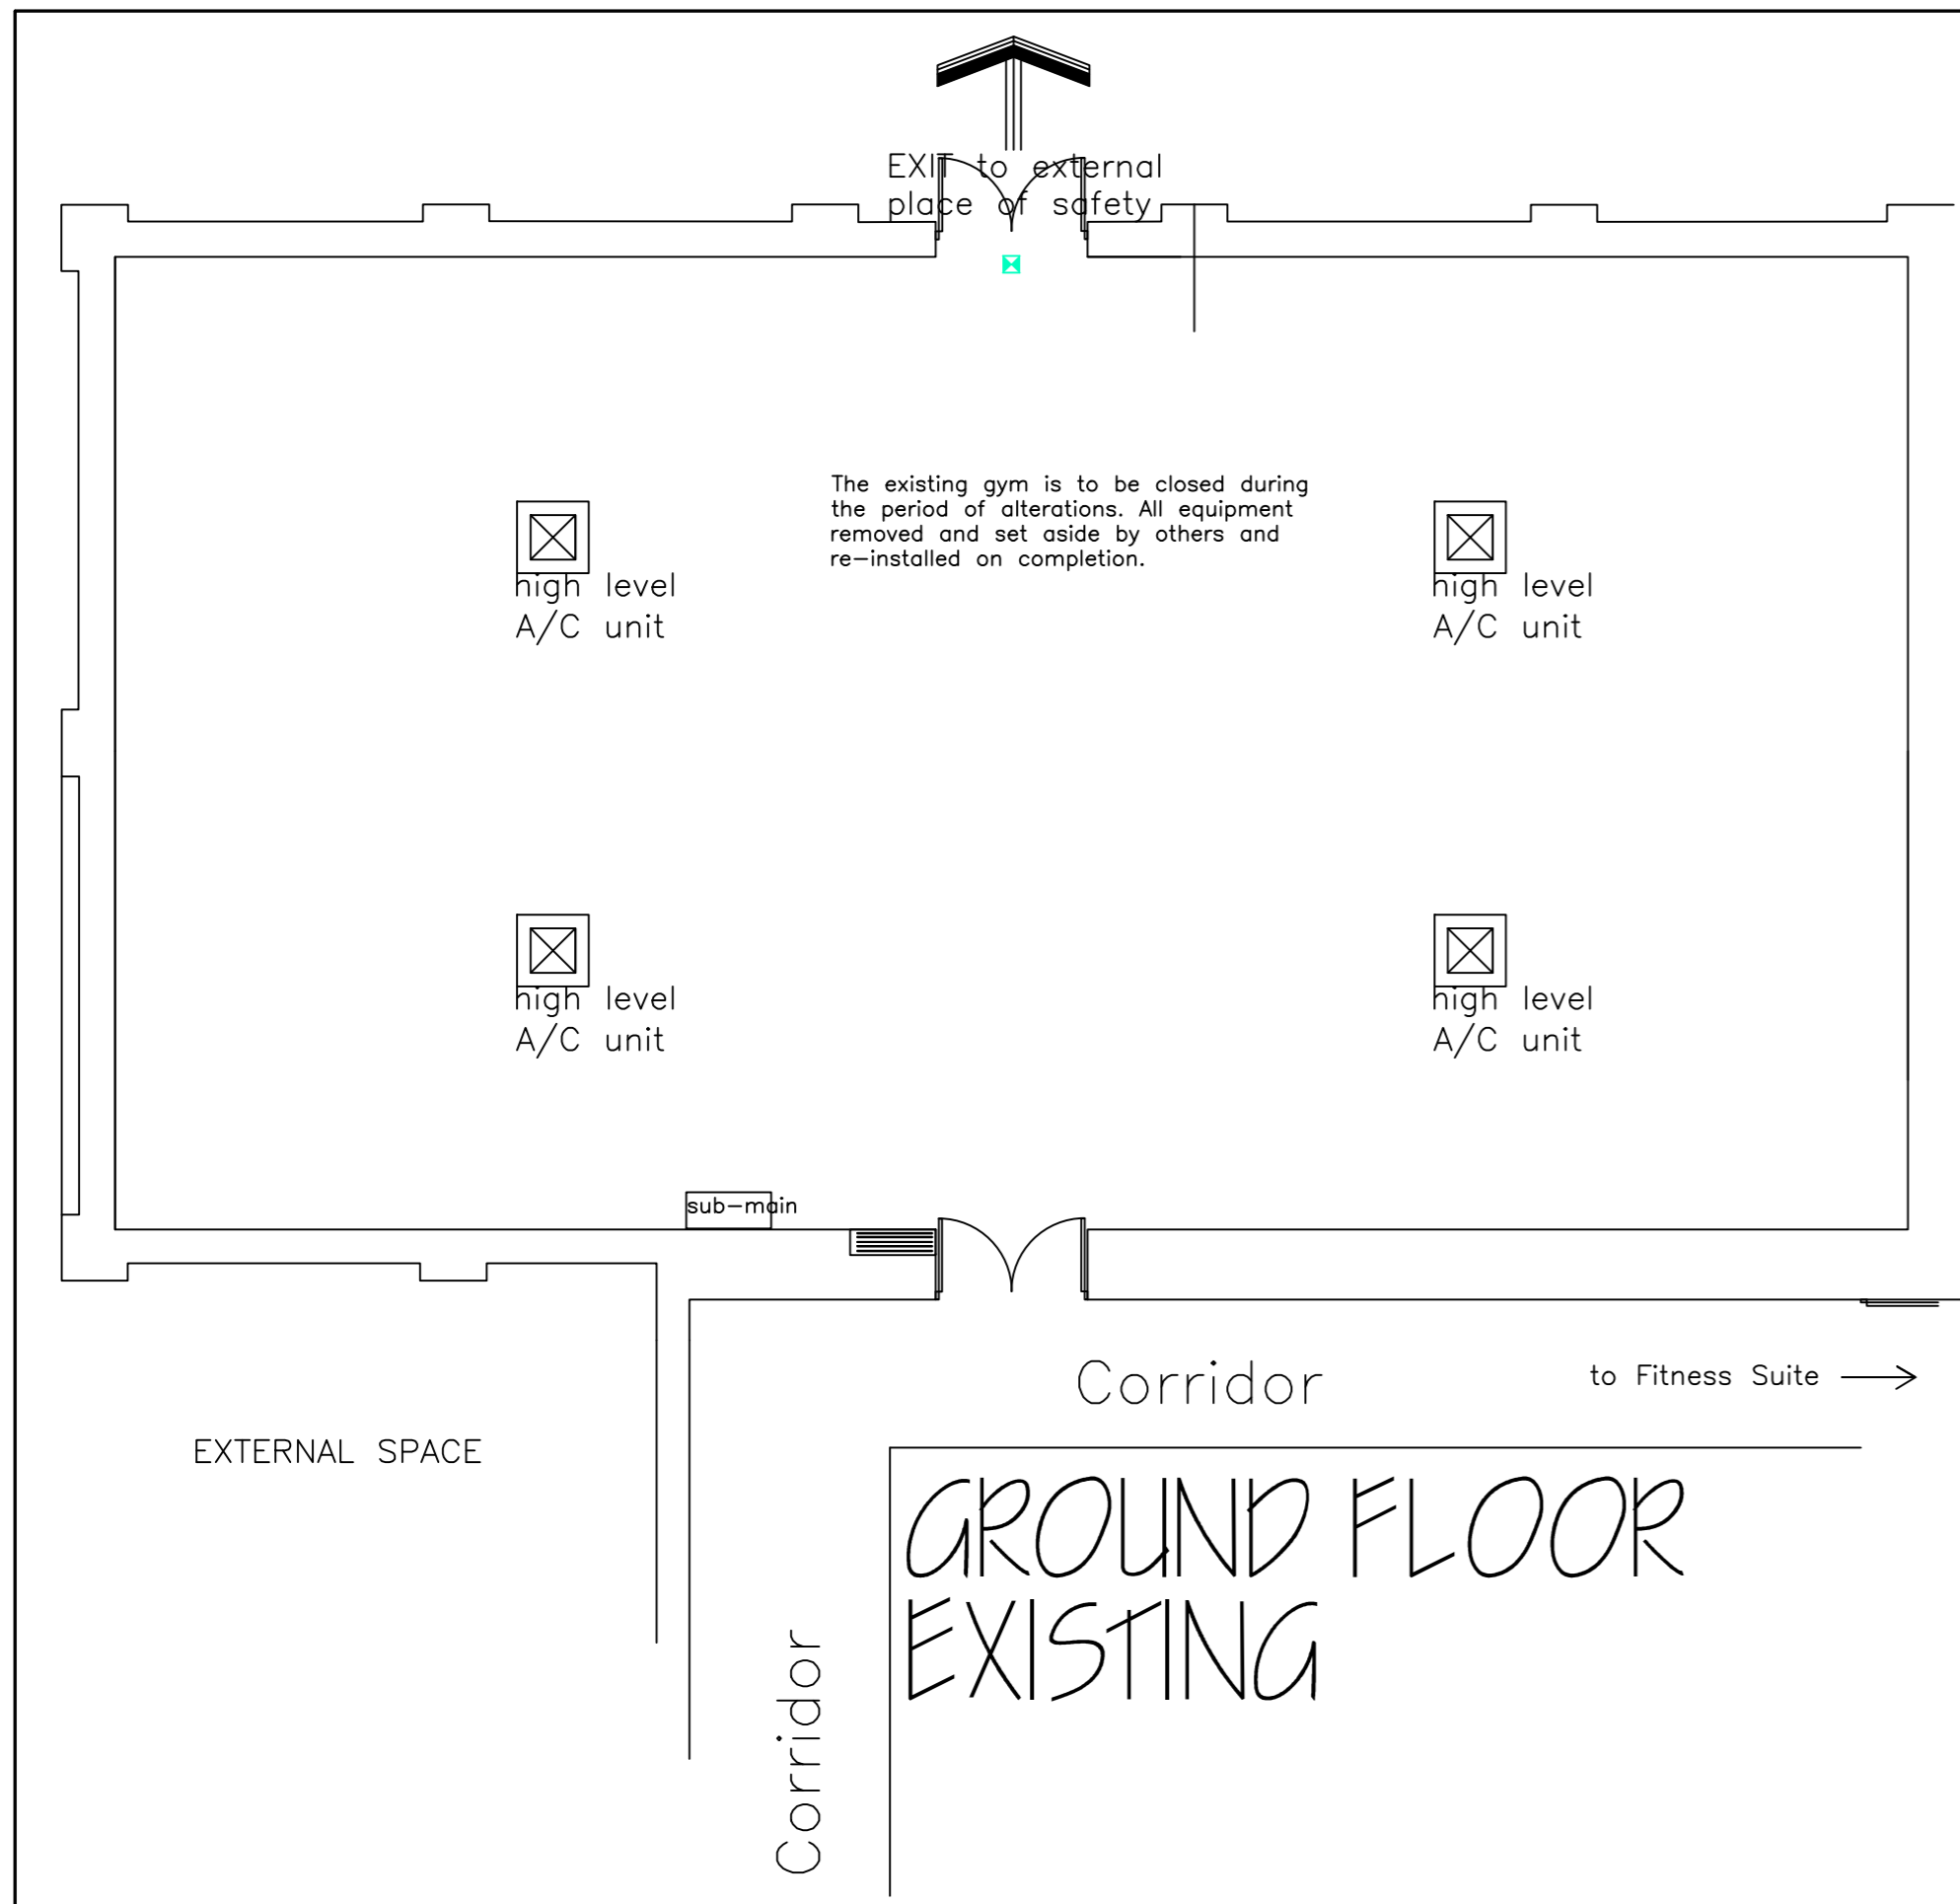 EXIT to external
place of safety
The existing gym is to be closed during
the period of alterations. All equipment
removed and set aside by others and
re-installed on completion.
high level
A/C unit
high level
A/C unit
high level
A/C unit
high level
A/C unit
sub-main
Corridor
to Fitness Suite
EXTERNAL SPACE
GROUND FLOOR
EXISTING
Corridor